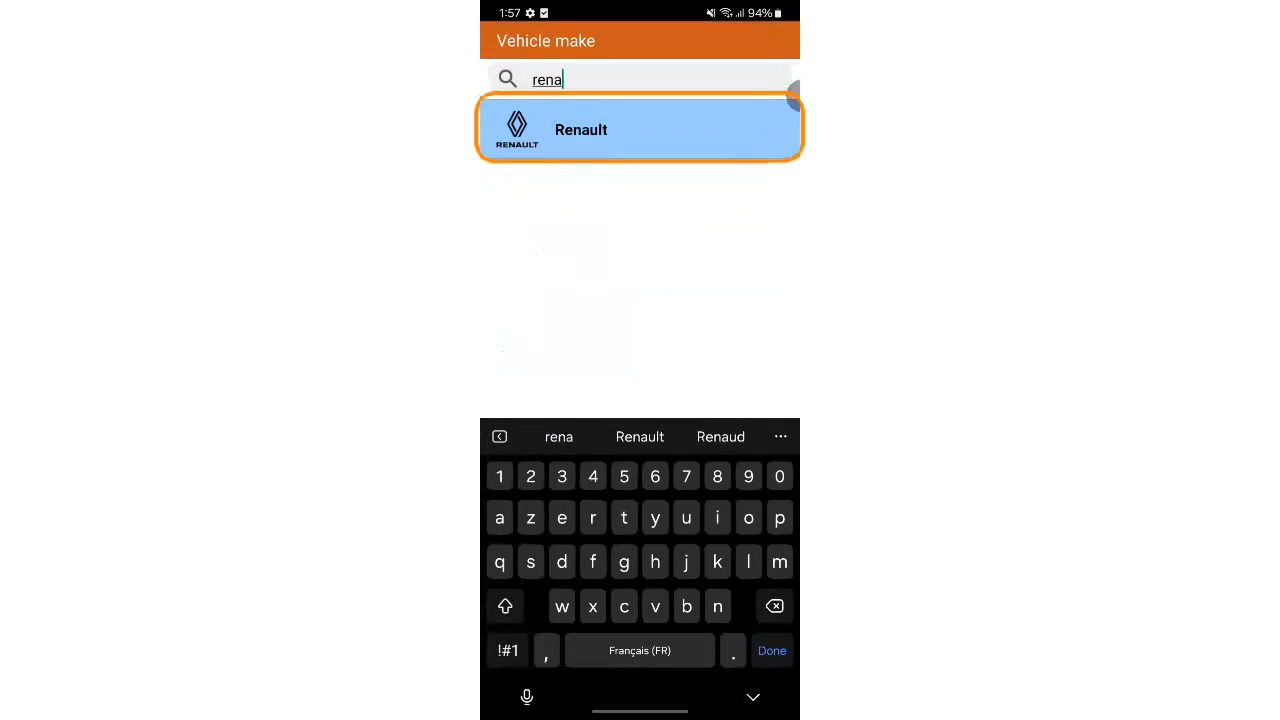 1:57 94%
Vehicle make
rena
RENAULT Renault
rena Renault Renaud ...
1 2 3 4 5 6 7 8 9 0
a z e r t y u i o p
q s d f g h j k l m
w x c v b n
!#1 , Français (FR) . Done